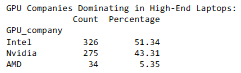 GPU Companies Dominating in High-End Laptops:
Count Percentage
GPU_company
Intel 326 51.34
Nvidia 275 43.31
AMD 34 5.35